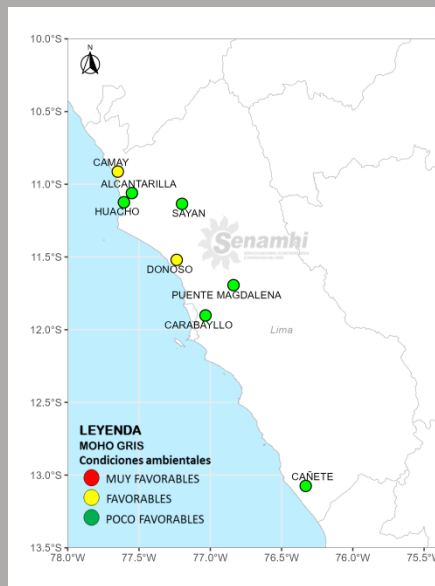 10.0°S
N
10.5°S
CAMAY
11.0°S
ALCANTARILLA
HUACHO
SAYAN
Senamhi
11.5°S
DONOSO
PUENTE MAGDALENA
CARABAYLLO
12.0°S
Lima
12.5°S
LEYENDA
MOHO GRIS
Condiciones ambientales
MUY FAVORABLES
FAVORABLES
POCO FAVORABLES
CAÑETE
13.0°S
13.5°S
78.0°W 77.5°W 77.0°W 76.5°W 76.0°W 75.5°W